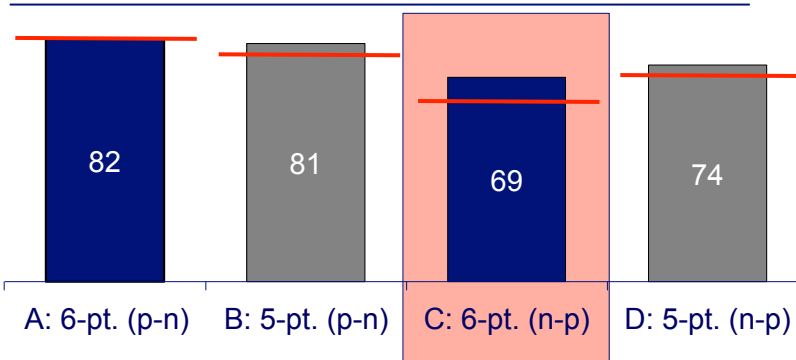 82
81
69
74
A: 6-pt. (p-n)
B: 5-pt. (p-n)
C: 6-pt. (n-p)
D: 5-pt. (n-p)